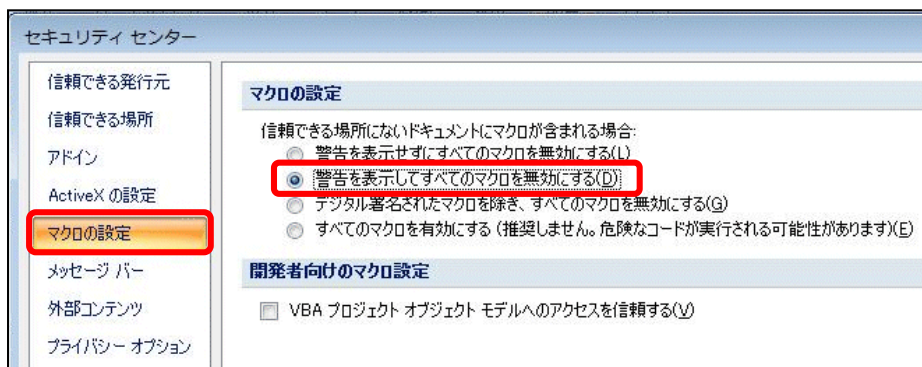 セキュリティ センター
信頼できる発行元
信頼できる場所
アドイン
ActiveX の設定
マクロの設定
メッセージ バー
外部コンテンツ
プライバシー オプション
マクロの設定
信頼できる場所にないドキュメントにマクロが含まれる場合:
警告を表示せずにすべてのマクロを無効にする(L)
警告を表示してすべてのマクロを無効にする(D)
デジタル署名されたマクロを除き、すべてのマクロを無効にする(G)
すべてのマクロを有効にする (推奨しません。危険なコードが実行される可能性があります)(E)
開発者向けのマクロ設定
VBA プロジェクト オブジェクト モデルへのアクセスを信頼する(V)